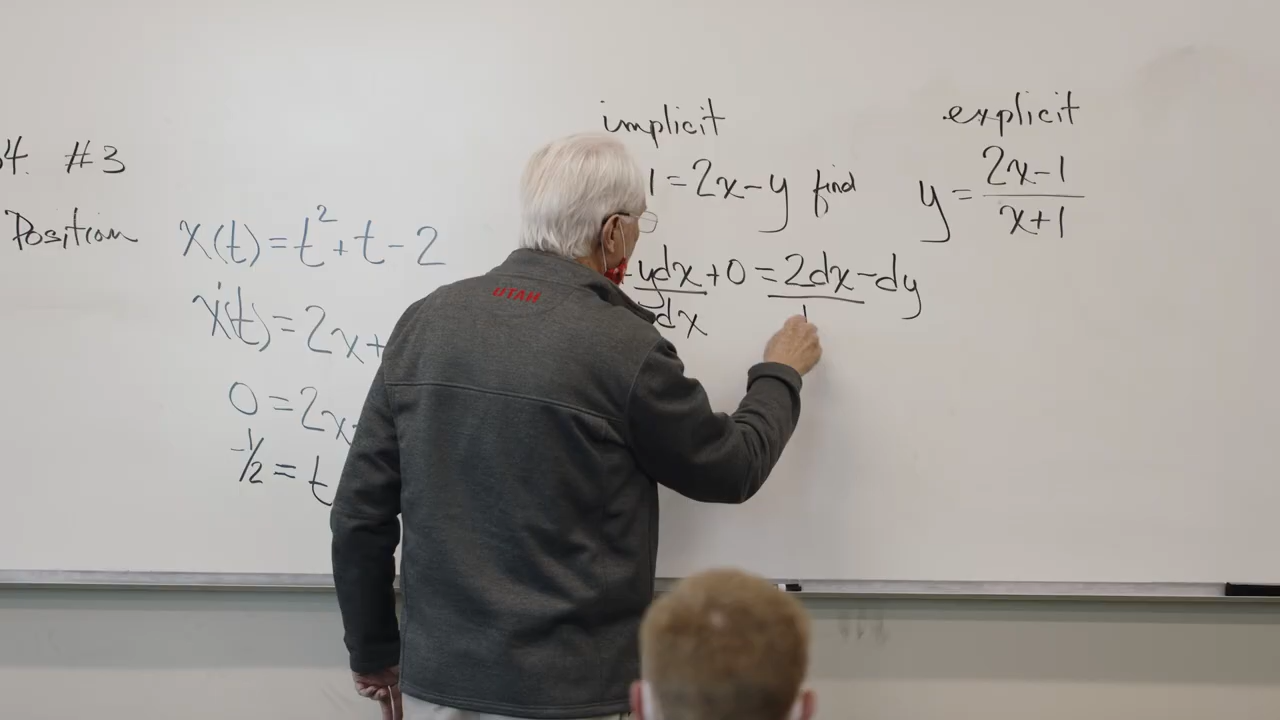 4. #3
Position
x(t) = t² + t - 2
ẋ(t) = 2x +
0 = 2x
-1/2 = t
implicit
1 = 2x - y find
ydx/dx + 0 = 2dx - dy
explicit
y = 2x-1/x+1
UTAH